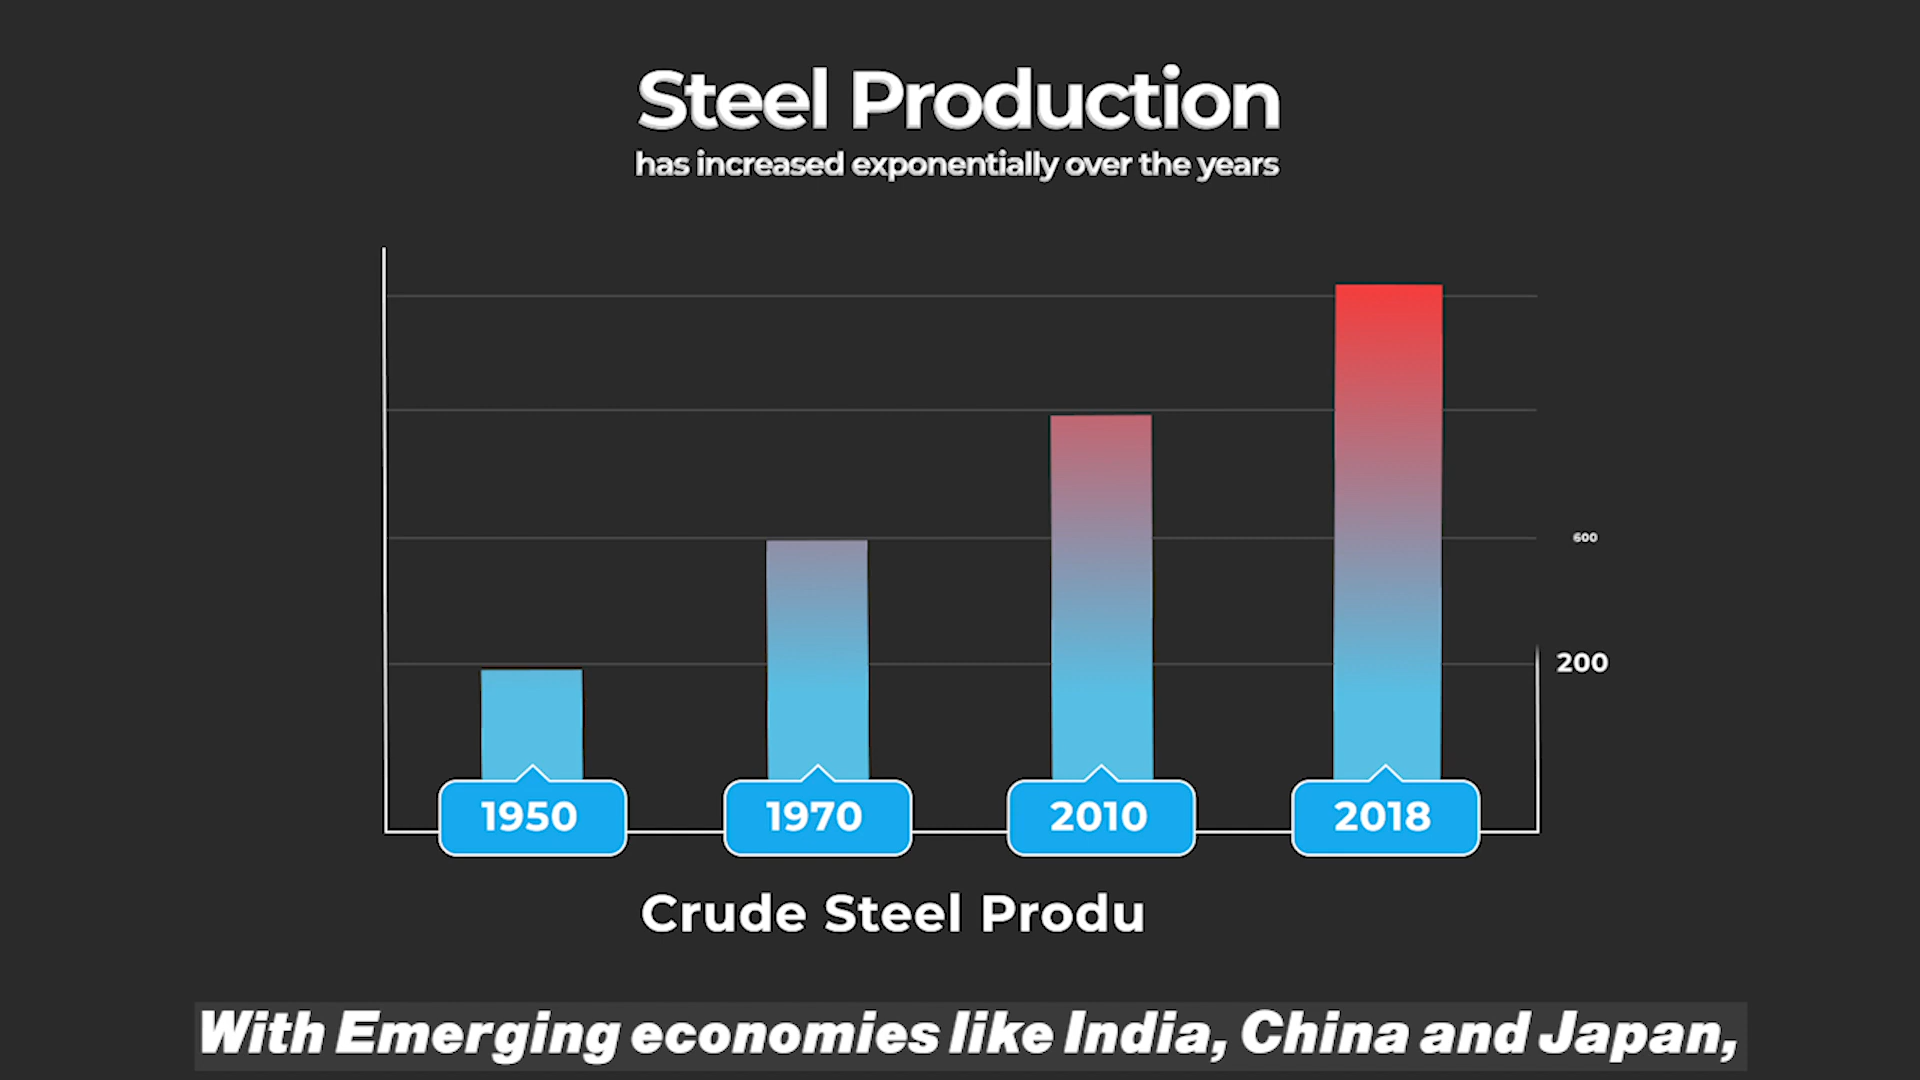 Steel Production
has increased exponentially over the years
600
200
1950 1970 2010 2018
Crude Steel Produ
With Emerging economies like India, China and Japan,